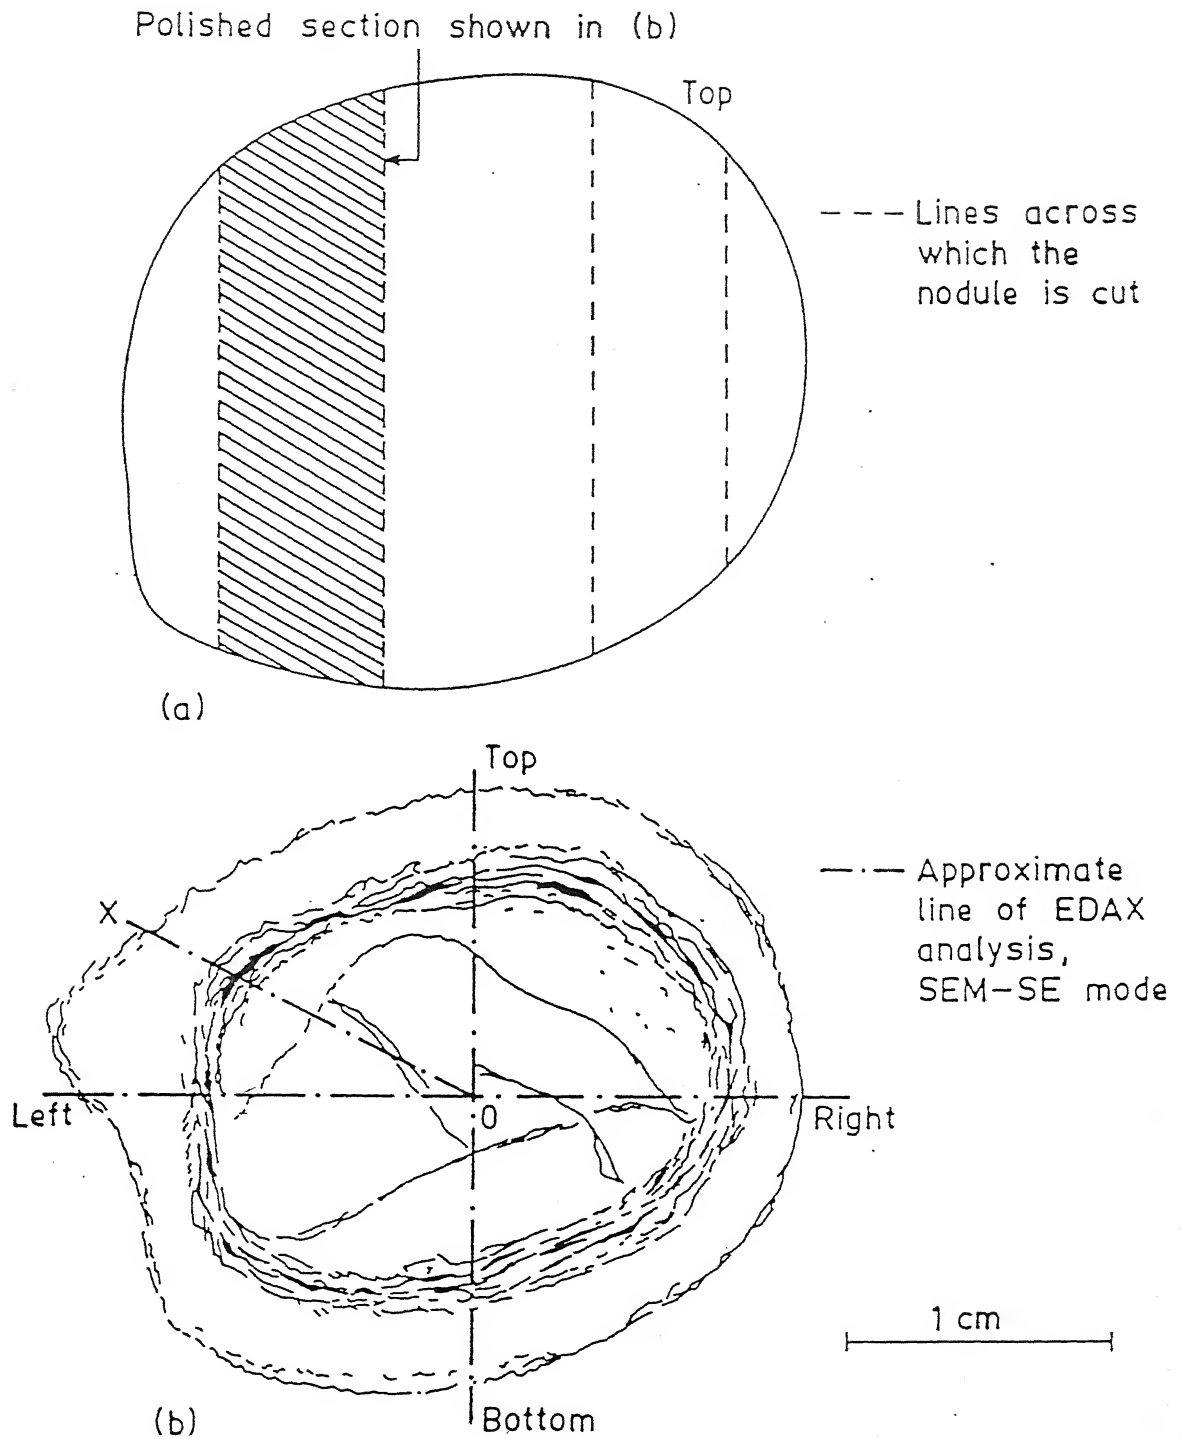 Polished section shown in (b)
Top
Lines across
which the
nodule is cut
(a)
Top
X
Approximate
line of EDAX
analysis,
SEM-SE mode
Left
O
Right
1 cm
(b)
Bottom